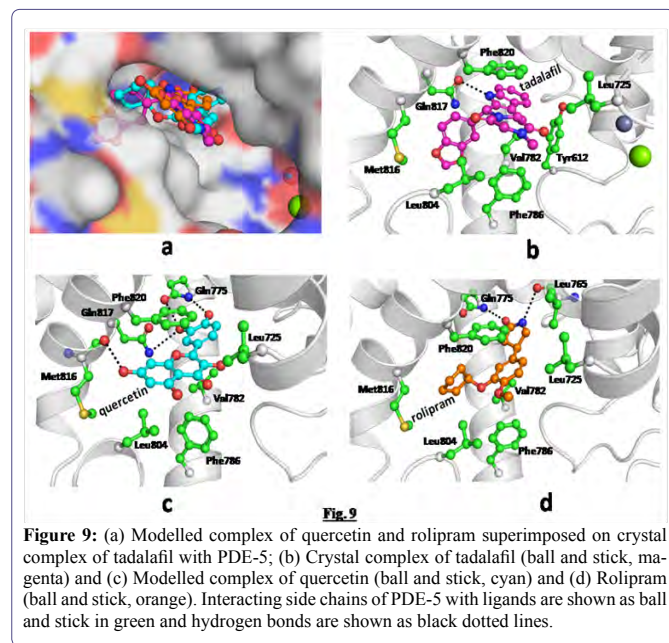 a
Phe820
tadalafil
Leu725
Gln817
Met816
Val782
Tyr612
Leu804
Phe786
b
Gln775
Phe820
Gln817
Leu725
Met816
quercetin
Val782
Leu804
Phe786
c
Gln775
Leu765
Phe820
Leu725
Met816
Val782
rolipram
Leu804
Phe786
d
Fig. 9
Figure 9: (a) Modelled complex of quercetin and rolipram superimposed on crystal
complex of tadalafil with PDE-5; (b) Crystal complex of tadalafil (ball and stick, ma-
genta) and (c) Modelled complex of quercetin (ball and stick, cyan) and (d) Rolipram
(ball and stick, orange). Interacting side chains of PDE-5 with ligands are shown as ball
and stick in green and hydrogen bonds are shown as black dotted lines.